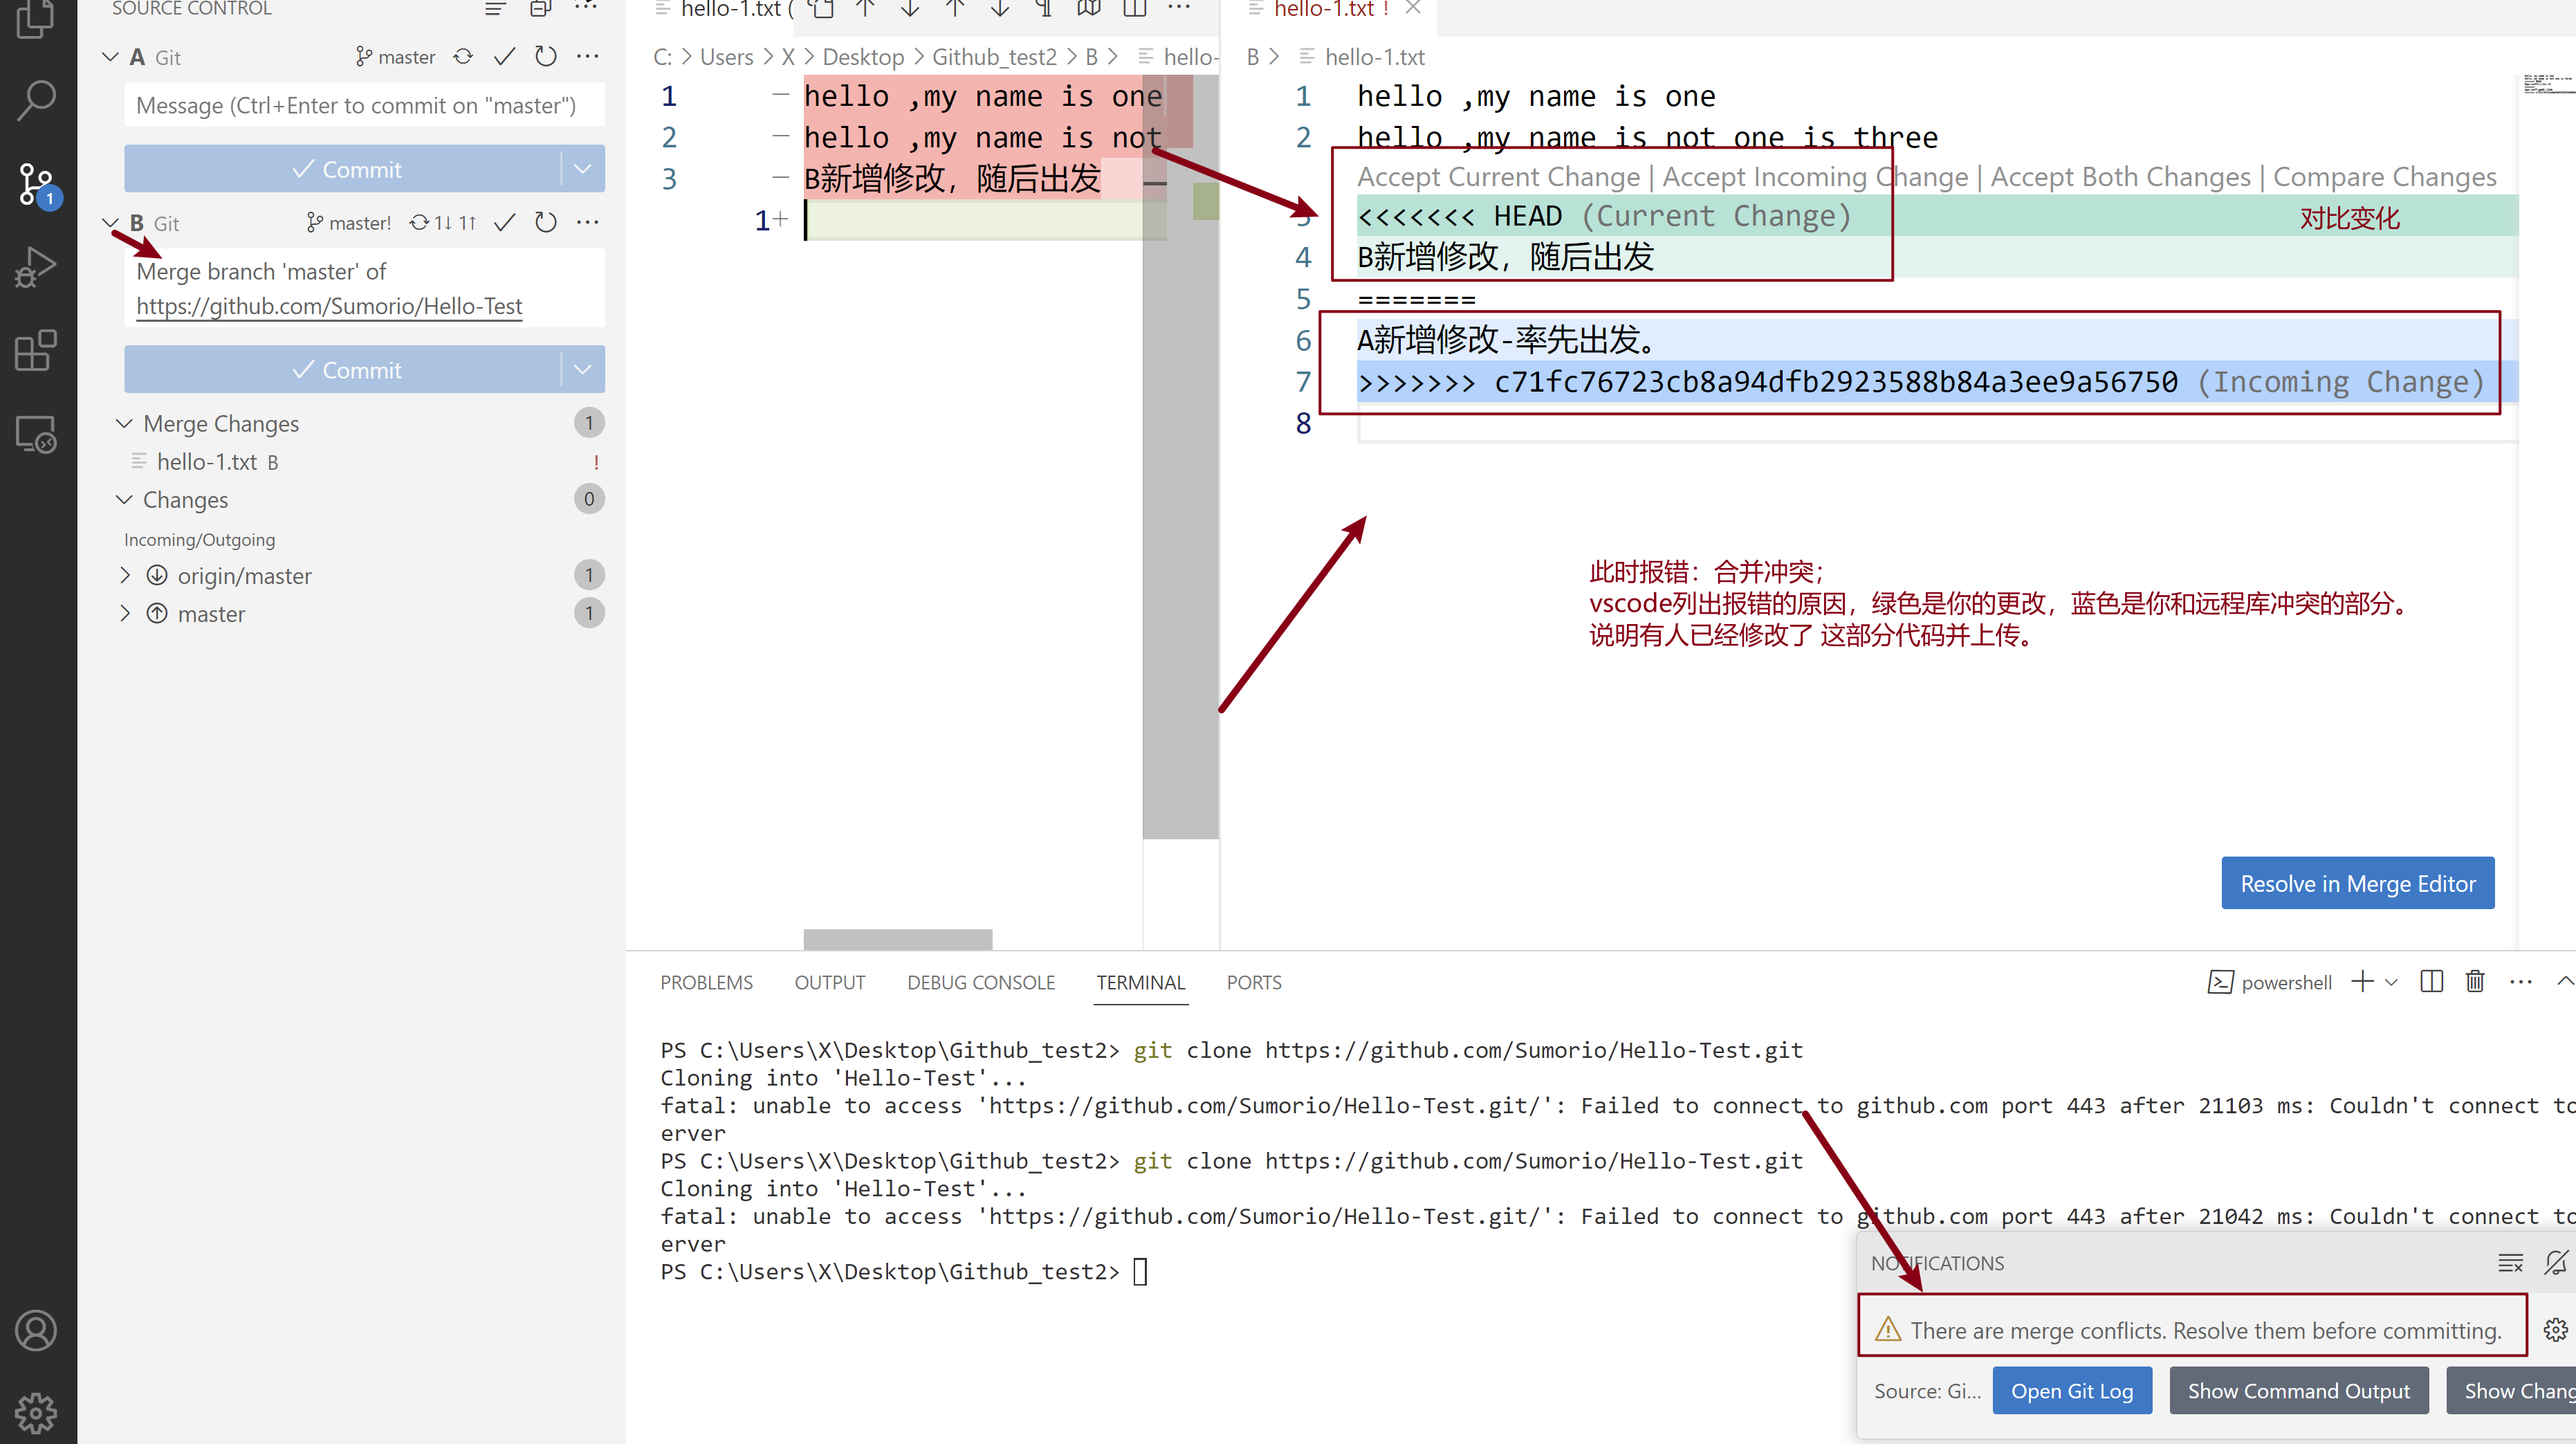 SOURCE CONTROL
A Git
master
Message (Ctrl+Enter to commit on "master")
Commit
1
B Git
master! 1↓ 1↑
Merge branch 'master' of
https://github.com/Sumorio/Hello-Test
Commit
Merge Changes 1
hello-1.txt B !
Changes 0
Incoming/Outgoing
origin/master 1
master 1
hello-1.txt (
C: > Users > X > Desktop > Github_test2 > B > hello-
1 − hello ,my name is one
2 − hello ,my name is not
3 − B新增修改，随后出发
1+
hello-1.txt !
B > hello-1.txt
1 hello ,my name is one
2 hello ,my name is not one is three
Accept Current Change | Accept Incoming Change | Accept Both Changes | Compare Changes
3 <<<<<<< HEAD (Current Change)
对比变化
4 B新增修改，随后出发
5 =======
6 A新增修改-率先出发。
7 >>>>>>> c71fc76723cb8a94dfb2923588b84a3ee9a56750 (Incoming Change)
8
此时报错：合并冲突；
vscode列出报错的原因，绿色是你的更改，蓝色是你和远程库冲突的部分。
说明有人已经修改了 这部分代码并上传。
Resolve in Merge Editor
PROBLEMS OUTPUT DEBUG CONSOLE TERMINAL PORTS
powershell
PS C:\Users\X\Desktop\Github_test2> git clone https://github.com/Sumorio/Hello-Test.git
Cloning into 'Hello-Test'...
fatal: unable to access 'https://github.com/Sumorio/Hello-Test.git/': Failed to connect to github.com port 443 after 21103 ms: Couldn't connect to
erver
PS C:\Users\X\Desktop\Github_test2> git clone https://github.com/Sumorio/Hello-Test.git
Cloning into 'Hello-Test'...
fatal: unable to access 'https://github.com/Sumorio/Hello-Test.git/': Failed to connect to github.com port 443 after 21042 ms: Couldn't connect to
erver
PS C:\Users\X\Desktop\Github_test2>
NOTIFICATIONS
There are merge conflicts. Resolve them before committing.
Source: Gi...
Open Git Log
Show Command Output
Show Chang